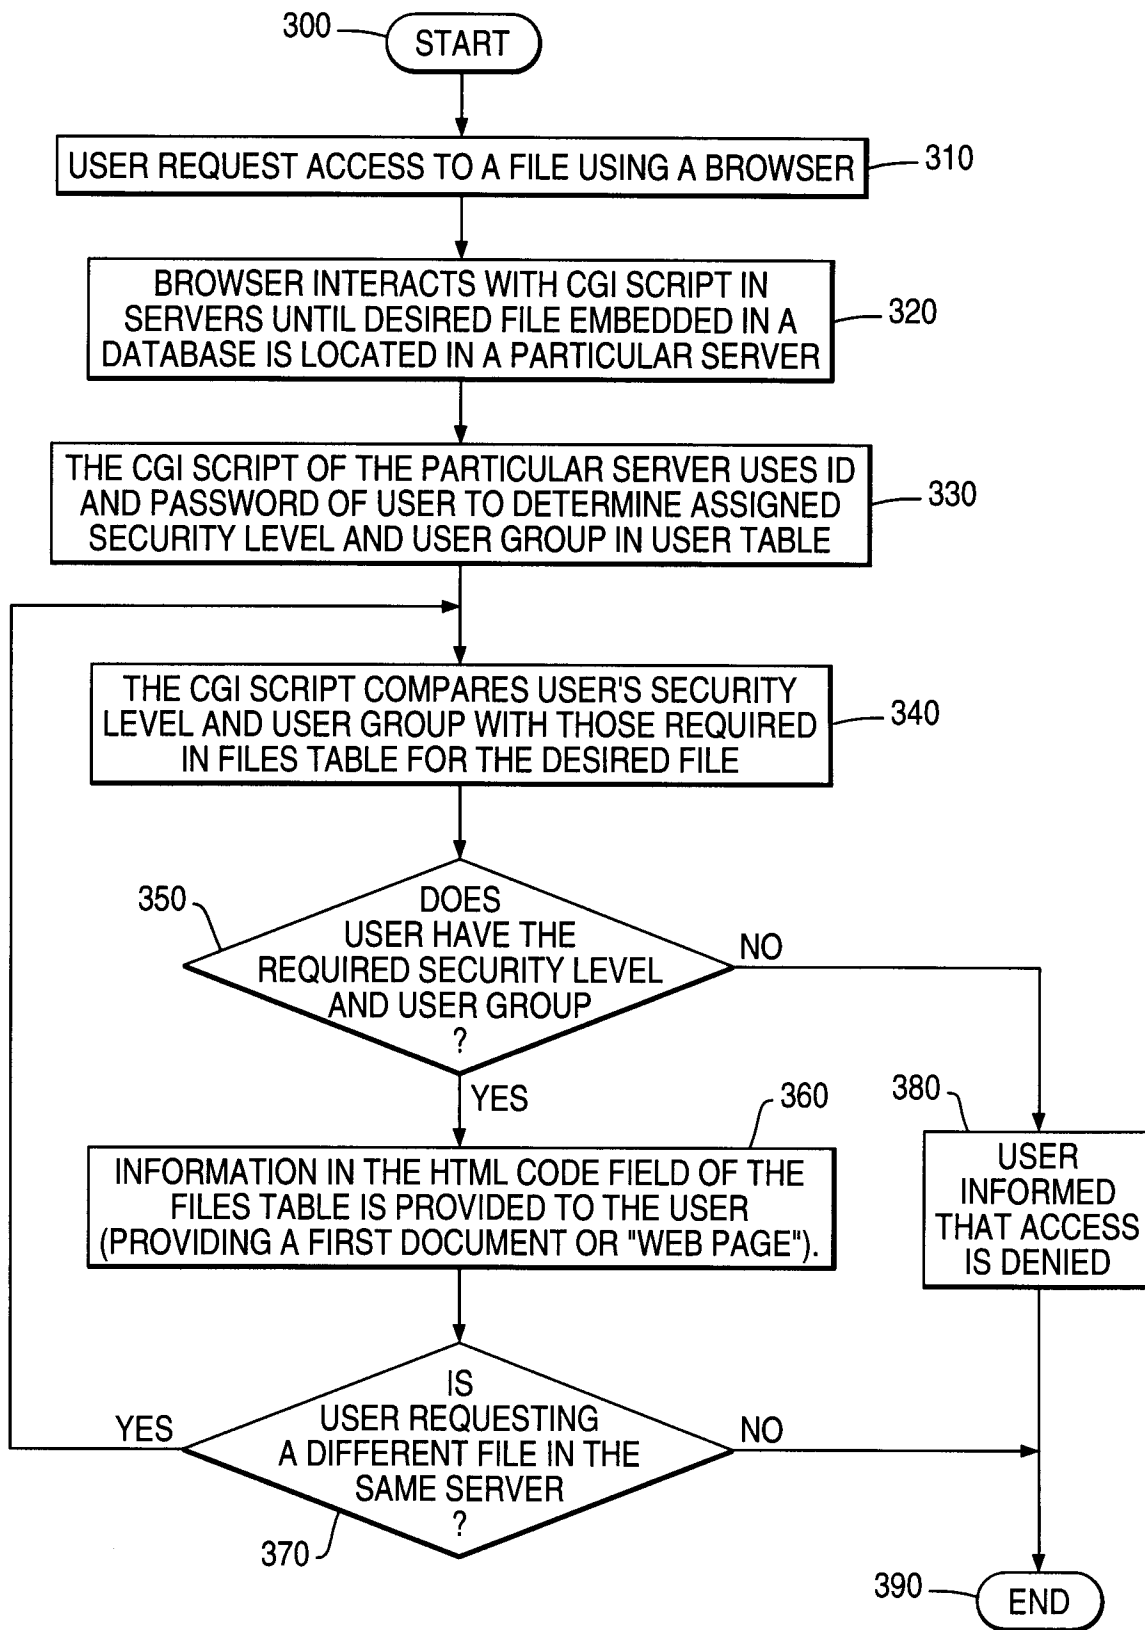 300
START
USER REQUEST ACCESS TO A FILE USING A BROWSER
310
BROWSER INTERACTS WITH CGI SCRIPT IN
SERVERS UNTIL DESIRED FILE EMBEDDED IN A
DATABASE IS LOCATED IN A PARTICULAR SERVER
320
THE CGI SCRIPT OF THE PARTICULAR SERVER USES ID
AND PASSWORD OF USER TO DETERMINE ASSIGNED
SECURITY LEVEL AND USER GROUP IN USER TABLE
330
THE CGI SCRIPT COMPARES USER'S SECURITY
LEVEL AND USER GROUP WITH THOSE REQUIRED
IN FILES TABLE FOR THE DESIRED FILE
340
350
DOES
USER HAVE THE
REQUIRED SECURITY LEVEL
AND USER GROUP
?
NO
YES
360
INFORMATION IN THE HTML CODE FIELD OF THE
FILES TABLE IS PROVIDED TO THE USER
(PROVIDING A FIRST DOCUMENT OR "WEB PAGE").
380
USER
INFORMED
THAT ACCESS
IS DENIED
YES
IS
USER REQUESTING
A DIFFERENT FILE IN THE
SAME SERVER
?
NO
370
390
END